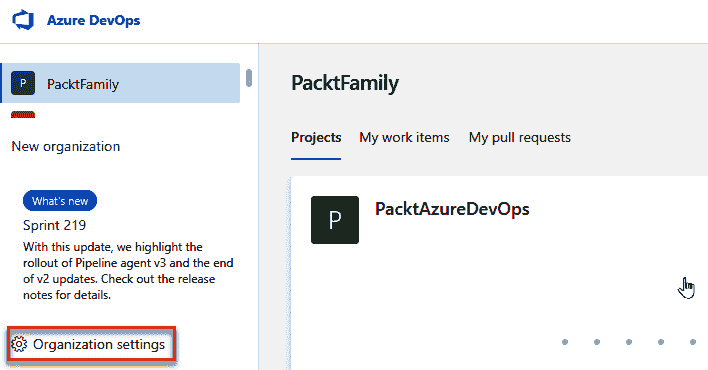 Azure DevOps
P PacktFamily
New organization
What's new
Sprint 219
With this update, we highlight the
rollout of Pipeline agent v3 and the end
of v2 updates. Check out the release
notes for details.
Organization settings
PacktFamily
Projects My work items My pull requests
P PacktAzureDevOps